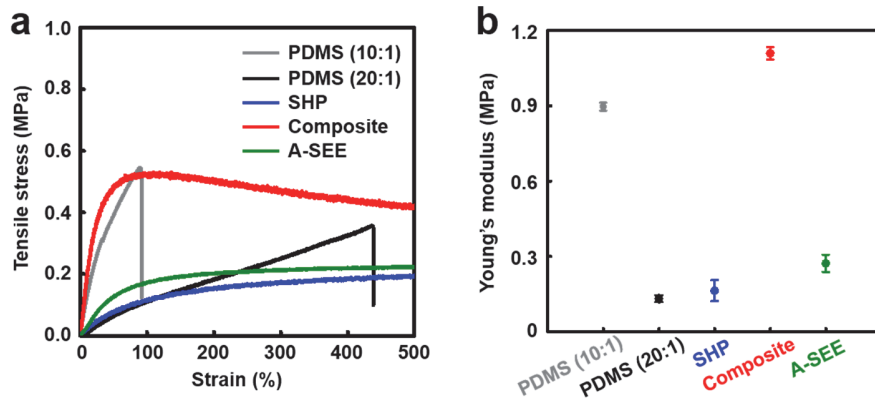 a
1.0
0.8
0.6
0.4
0.2
0.0
Tensile stress (MPa)
PDMS (10:1)
PDMS (20:1)
SHP
Composite
A-SEE
0 100 200 300 400 500
Strain (%)
b
1.2
0.9
0.6
0.3
0
Young's modulus (MPa)
PDMS (10:1)
PDMS (20:1)
SHP
Composite
A-SEE